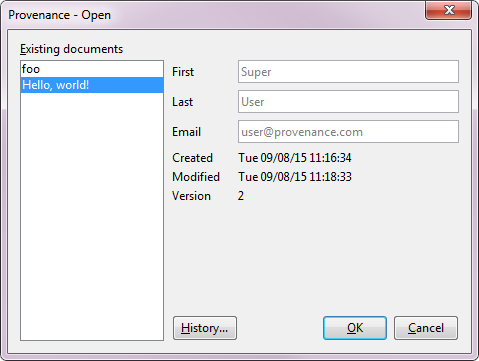 Provenance - Open
Existing documents
foo
Hello, world!
First
Super
Last
User
Email
user@provenance.com
Created
Tue 09/08/15 11:16:34
Modified
Tue 09/08/15 11:18:33
Version
2
History...
OK
Cancel